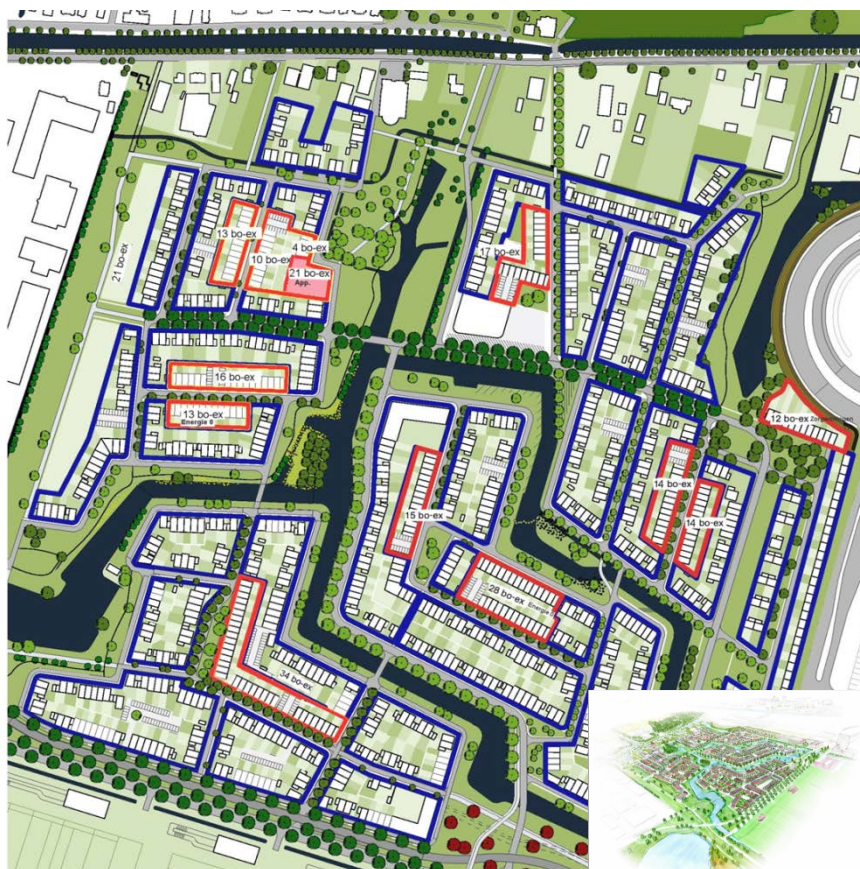 13 bo-ex
4 bo-ex
10 bo-ex
21 bo-ex
App.
21 bo-ex
17 bo-ex
16 bo-ex
13 bo-ex
Energie II
12 bo-ex
14 bo-ex
14 bo-ex
15 bo-ex
28 bo-ex
34 bo-ex